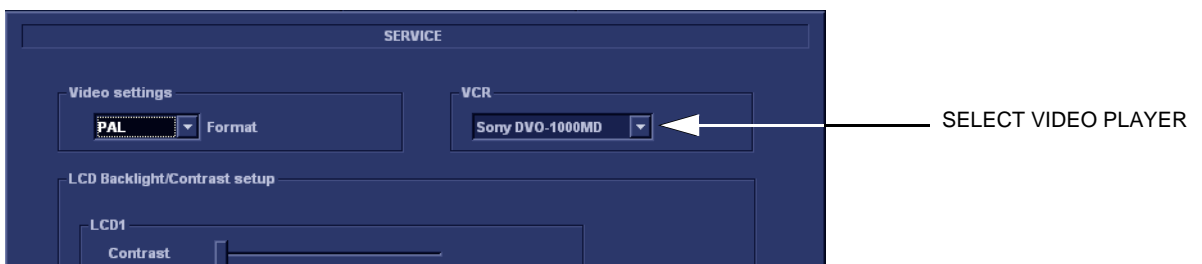 SERVICE
Video settings
VCR
PAL Format
Sony DVO-1000MD
SELECT VIDEO PLAYER
LCD Backlight/Contrast setup
LCD1
Contrast